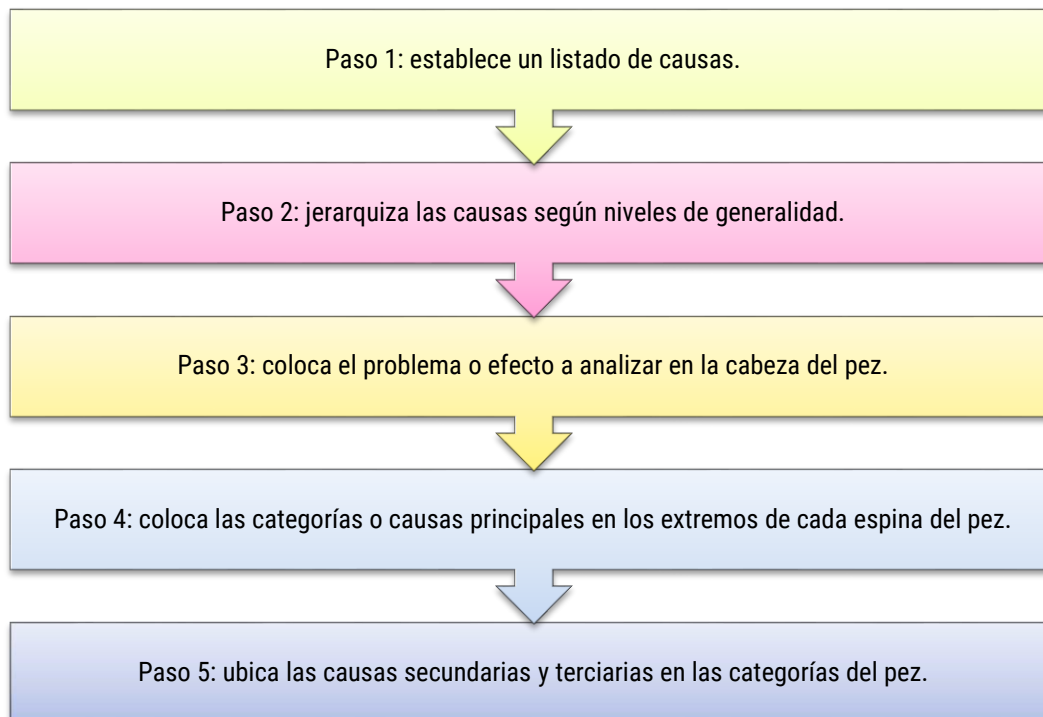 Paso 1: establece un listado de causas.
Paso 2: jerarquiza las causas según niveles de generalidad.
Paso 3: coloca el problema o efecto a analizar en la cabeza del pez.
Paso 4: coloca las categorías o causas principales en los extremos de cada espina del pez.
Paso 5: ubica las causas secundarias y terciarias en las categorías del pez.